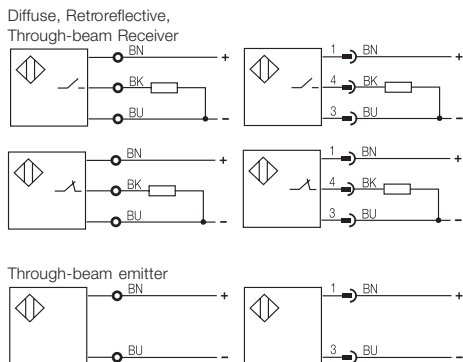 Diffuse, Retroreflective,
Through-beam Receiver
BN +
BK
BU -
1 BN +
4 BK
3 BU -
BN +
BK
BU -
1 BN +
4 BK
3 BU -
Through-beam emitter
BN +
BU -
1 BN +
3 BU -